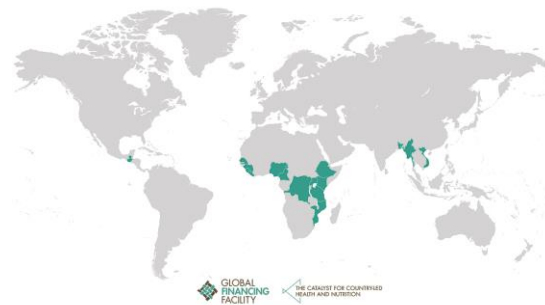 GLOBAL
FINANCING
FACILITY
THE CATALYST FOR COUNTRY-LED
HEALTH AND NUTRITION